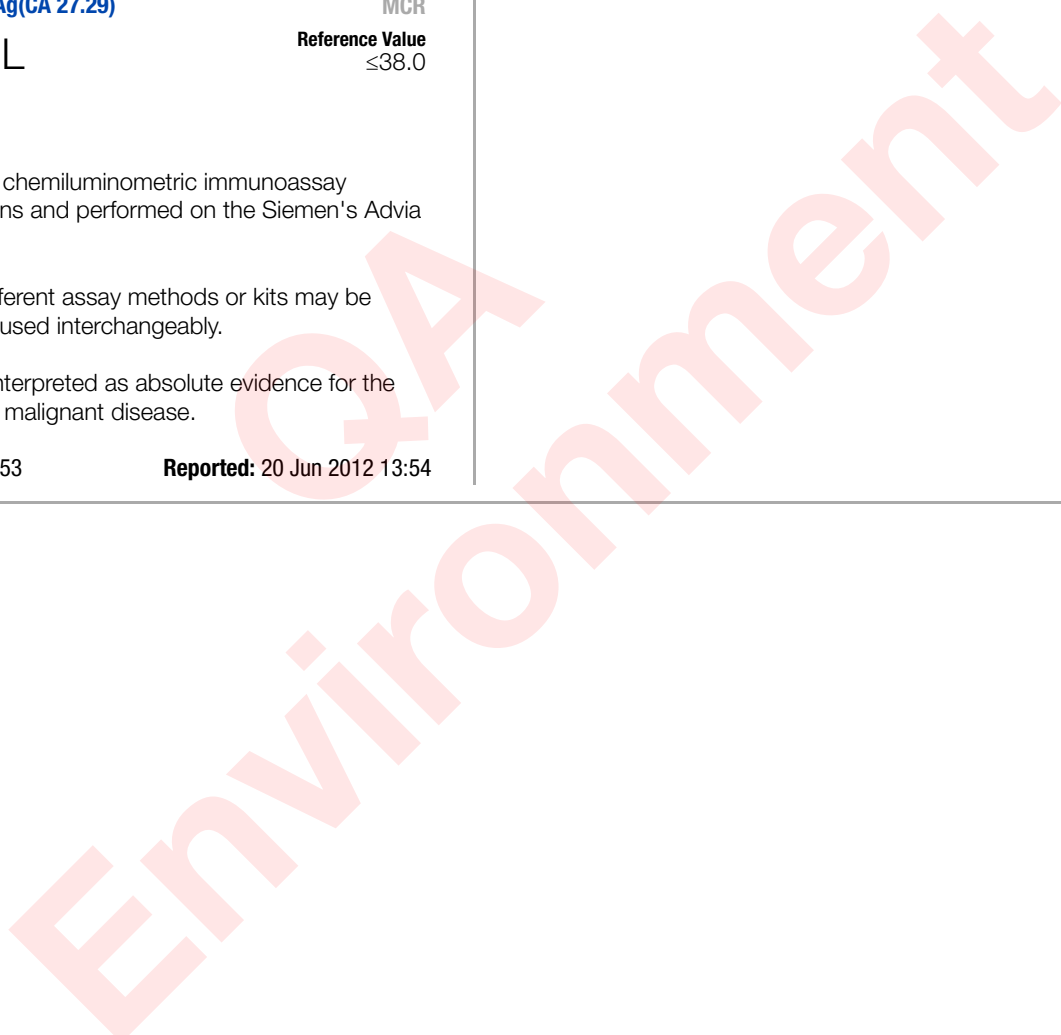 Ag(CA 27.29) MCR
L Reference Value
≤38.0
chemiluminometric immunoassay
ns and performed on the Siemen's Advia
fferent assay methods or kits may be
used interchangeably.
nterpreted as absolute evidence for the
malignant disease.
53 Reported: 20 Jun 2012 13:54
QA
Environment